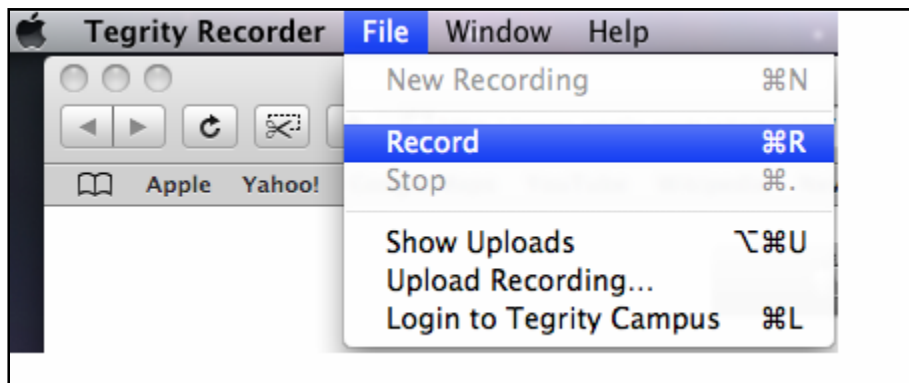 Tegrity Recorder File Window Help
New Recording ⌘N
Record ⌘R
Apple Yahoo!
Stop ⌘.
Show Uploads ⌥⌘U
Upload Recording...
Login to Tegrity Campus ⌘L